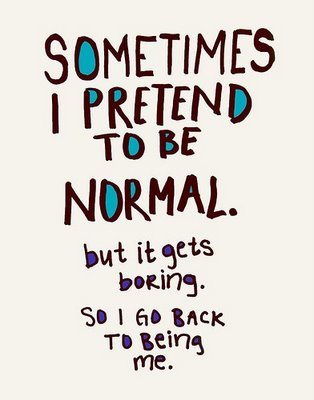 SOMETIMES
I PRETEND
TO BE
NORMAL.
but it gets
boring.
SO I GO BACK
TO BEing
me.